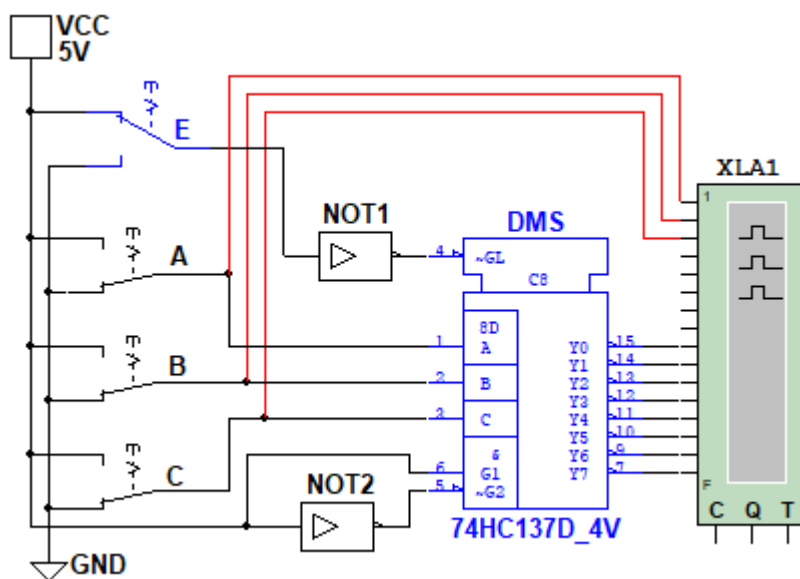 VCC
5V
E
XLA1
1
NOT1
DMS
4 ~GL
C8
A
8D
1 A
Y0 15
Y1 14
B
2 B
Y2 13
Y3 12
3 C
Y4 11
Y5 10
&
Y6 9
C
6 G1
Y7 7
NOT2
5 ~G2
F
C Q T
74HC137D_4V
GND